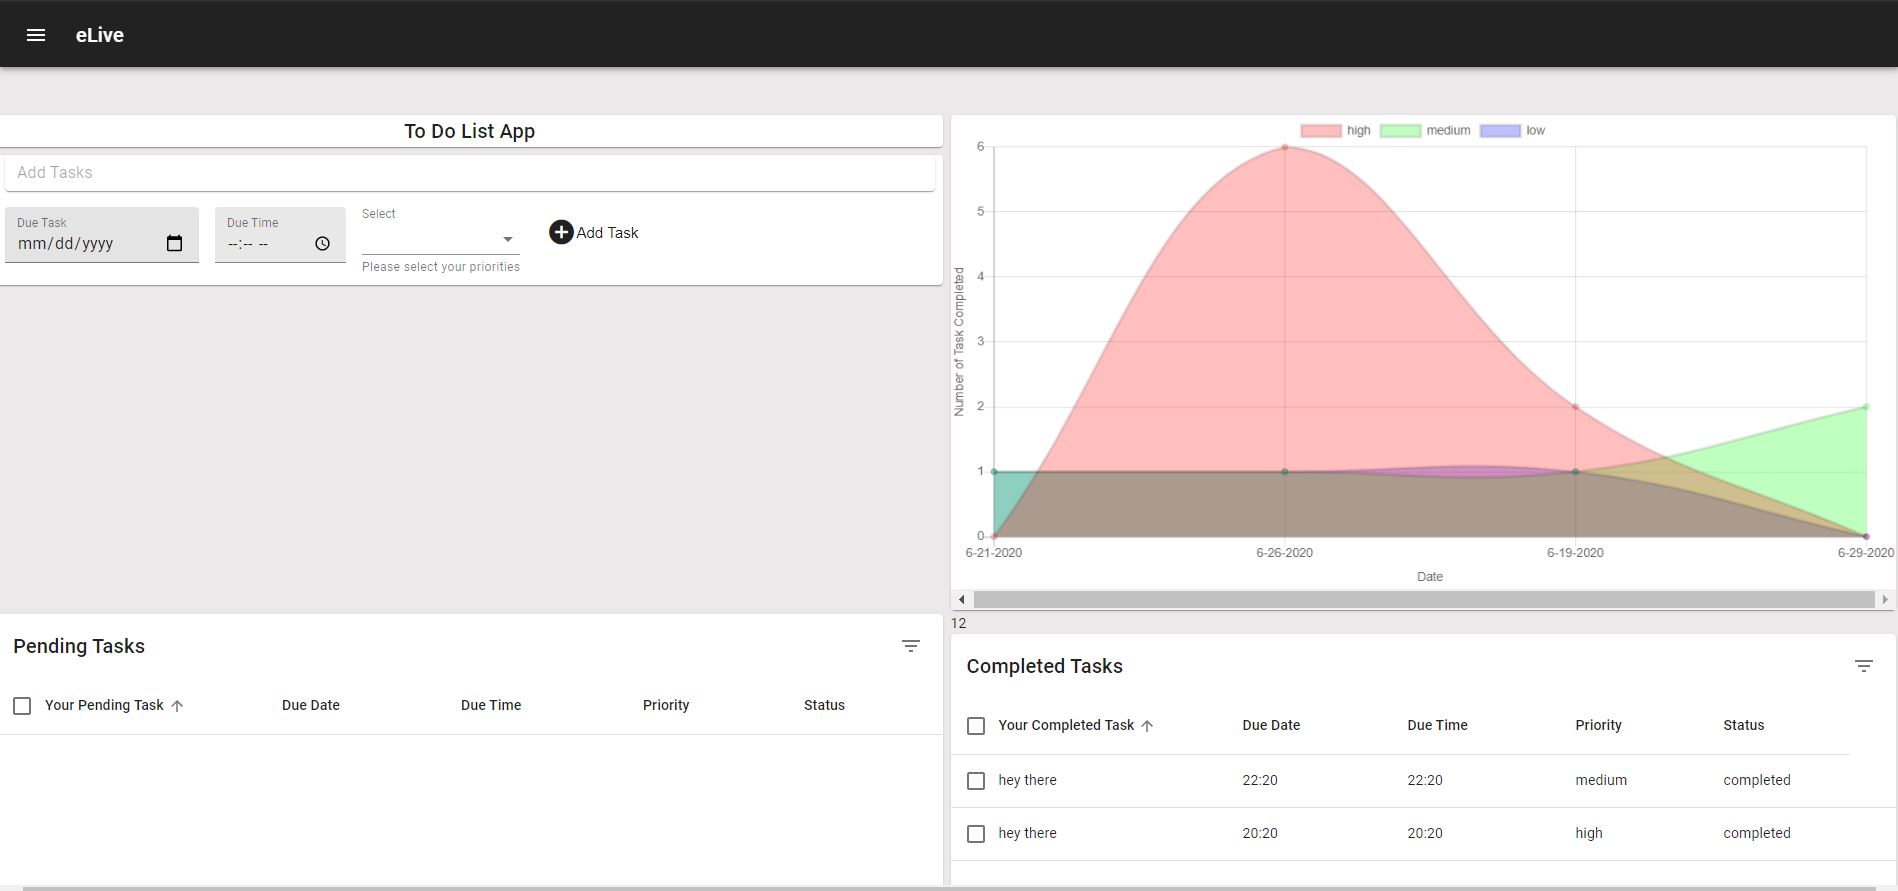 eLive
To Do List App
Add Tasks
Due Task
mm/dd/yyyy
Due Time
--:-- --
Select
Please select your priorities
Add Task
high medium low
Number of Task Completed
6
5
4
3
2
1
0
6-21-2020 6-26-2020 6-19-2020 6-29-2020
Date
12
Pending Tasks
Your Pending Task Due Date Due Time Priority Status
Completed Tasks
Your Completed Task Due Date Due Time Priority Status
hey there 22:20 22:20 medium completed
hey there 20:20 20:20 high completed